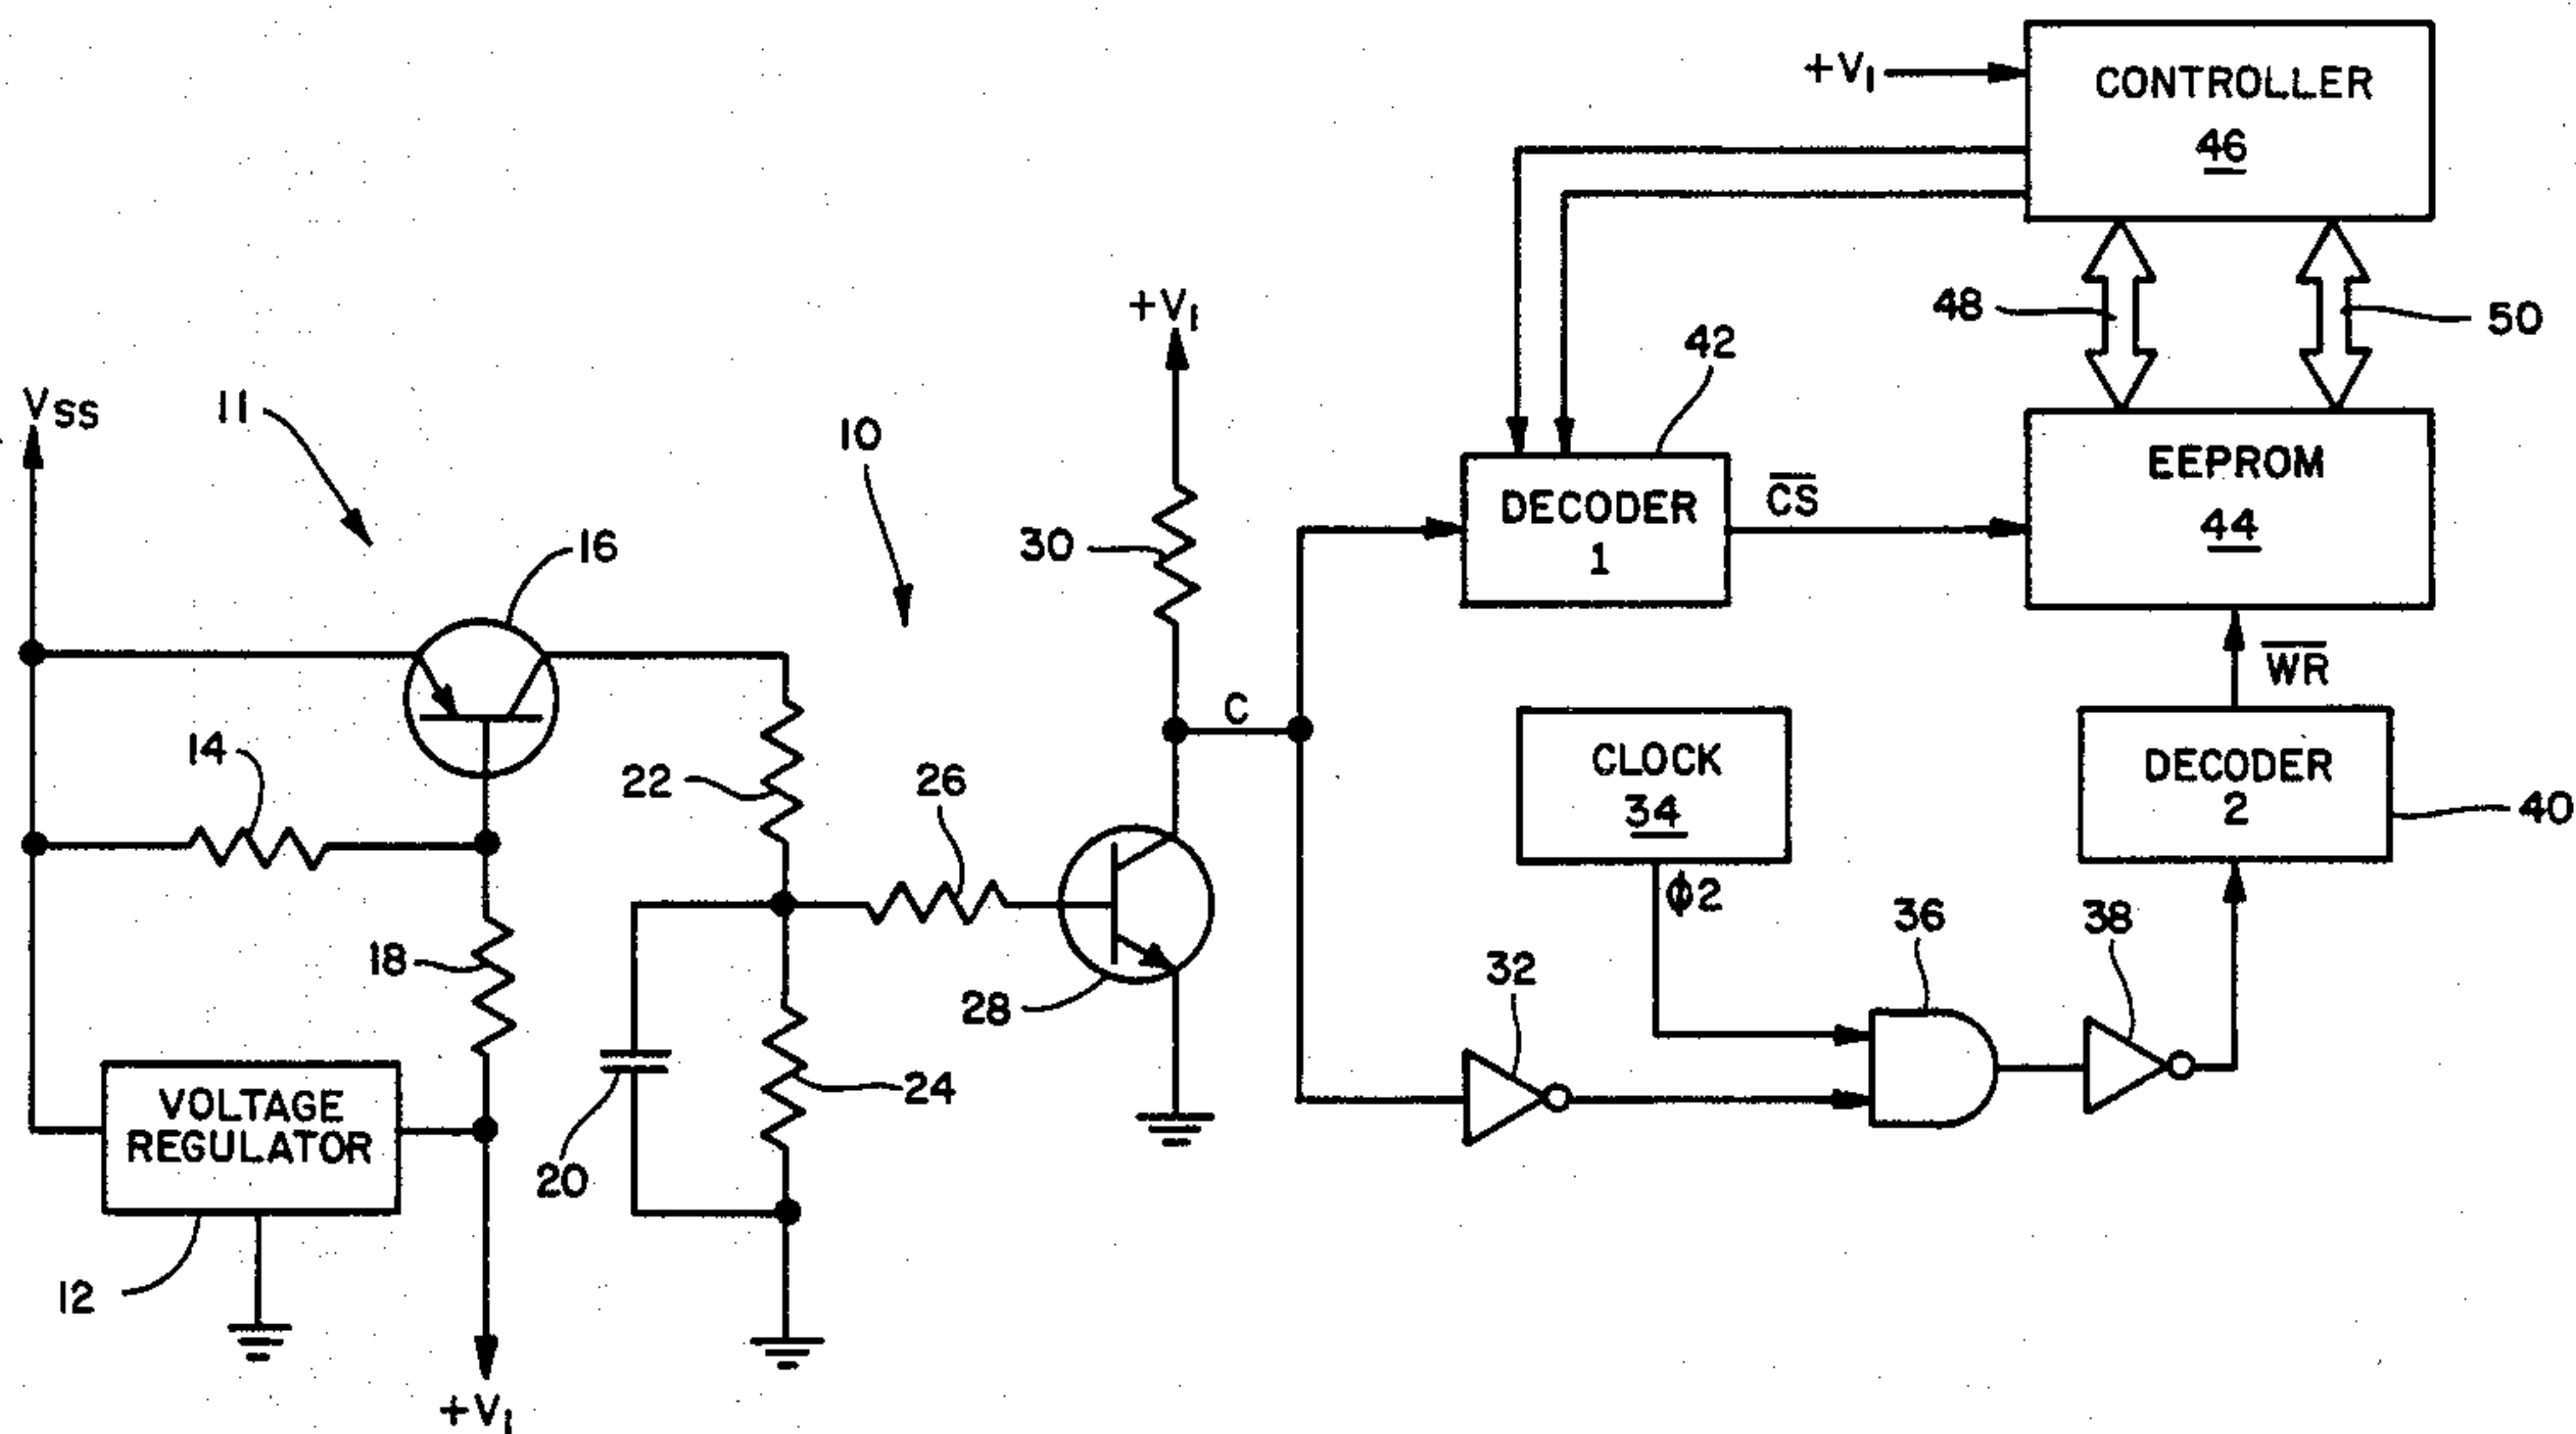 +V1
CONTROLLER
46
48
50
+V1
42
VSS
11
10
DECODER
1
CS
EEPROM
44
30
16
C
WR
14
22
26
CLOCK
34
DECODER
2
40
ϕ2
18
28
32
36
38
VOLTAGE
REGULATOR
20
24
12
+V1